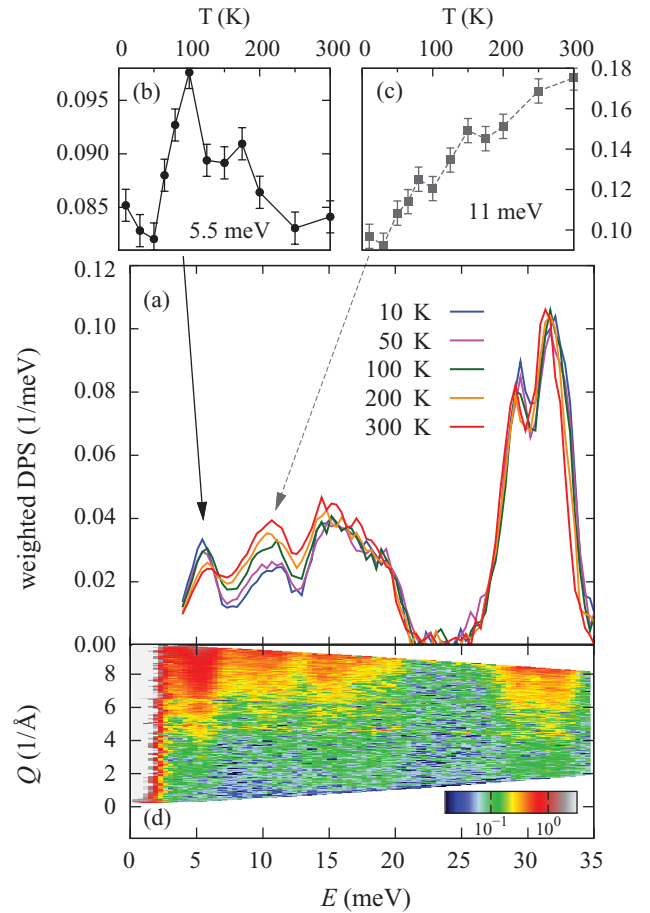 T (K) T (K)
0 100 200 300 0 100 200 300
(b) (c)
0.095
0.090
0.085
0.18
0.16
0.14
0.12
0.10
5.5 meV 11 meV
(a)
0.12
0.10
0.08
0.06
0.04
0.02
0.00
weighted DPS (1/meV)
10 K
50 K
100 K
200 K
300 K
8
6
4
2
0
Q (1/Å)
(d)
10⁻¹ 10⁰
0 5 10 15 20 25 30 35
E (meV)